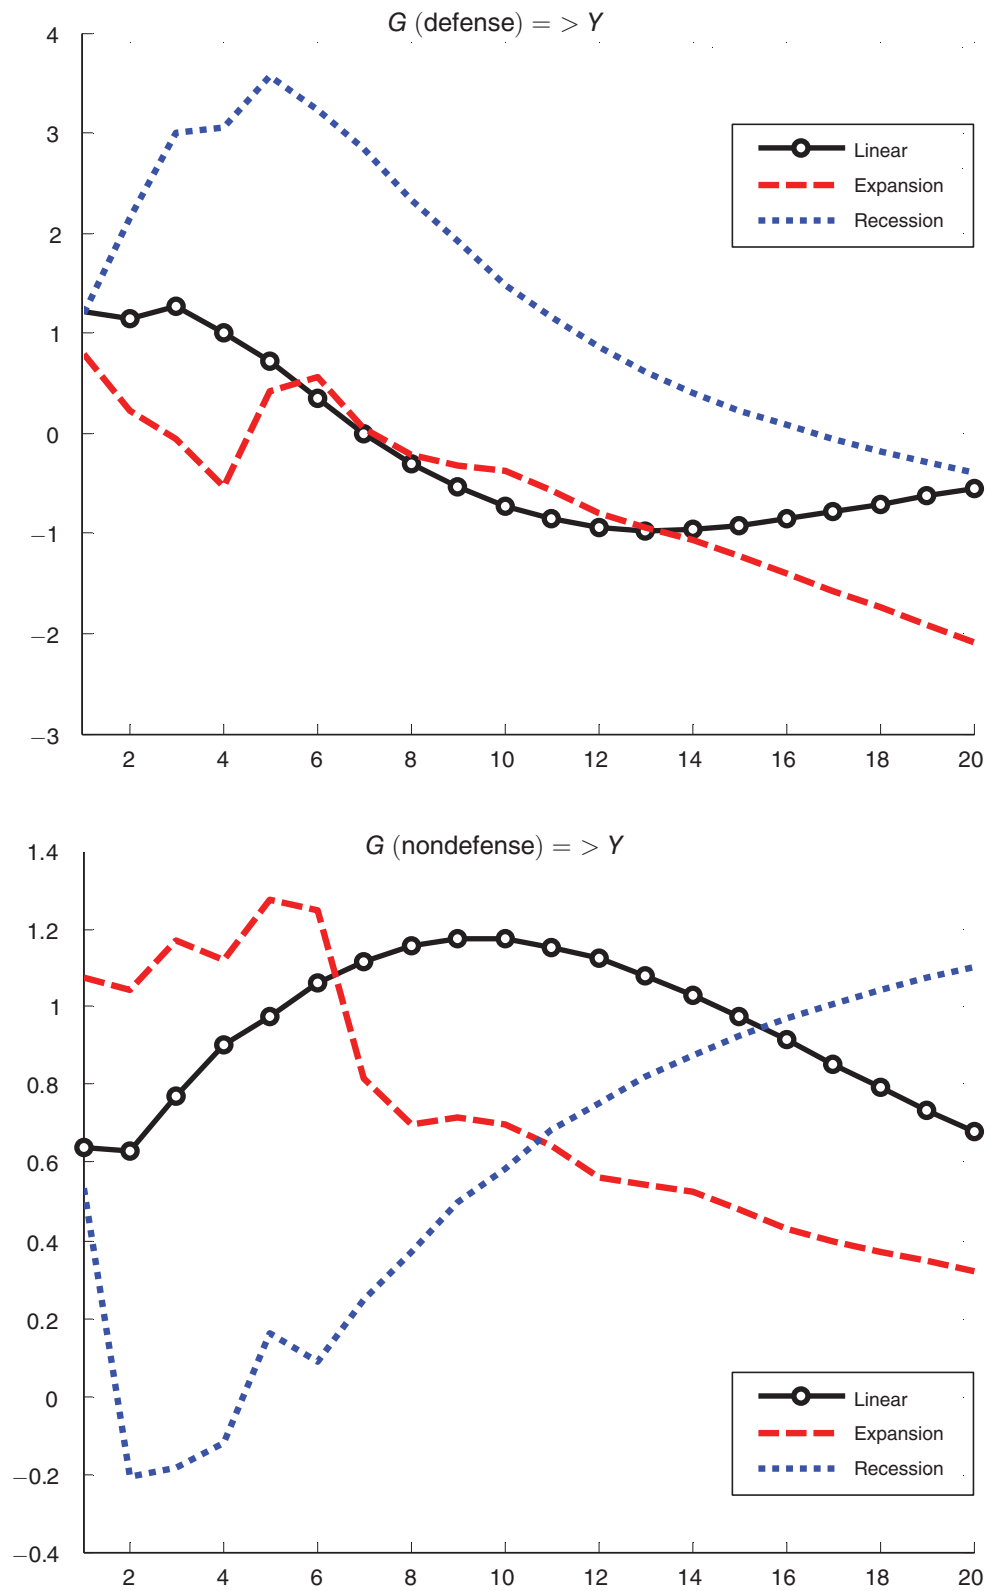 G (defense) = > Y
4
3
2
1
0
−1
−2
−3
Linear
Expansion
Recession
2 4 6 8 10 12 14 16 18 20
G (nondefense) = > Y
1.4
1.2
1
0.8
0.6
0.4
0.2
0
−0.2
−0.4
Linear
Expansion
Recession
2 4 6 8 10 12 14 16 18 20